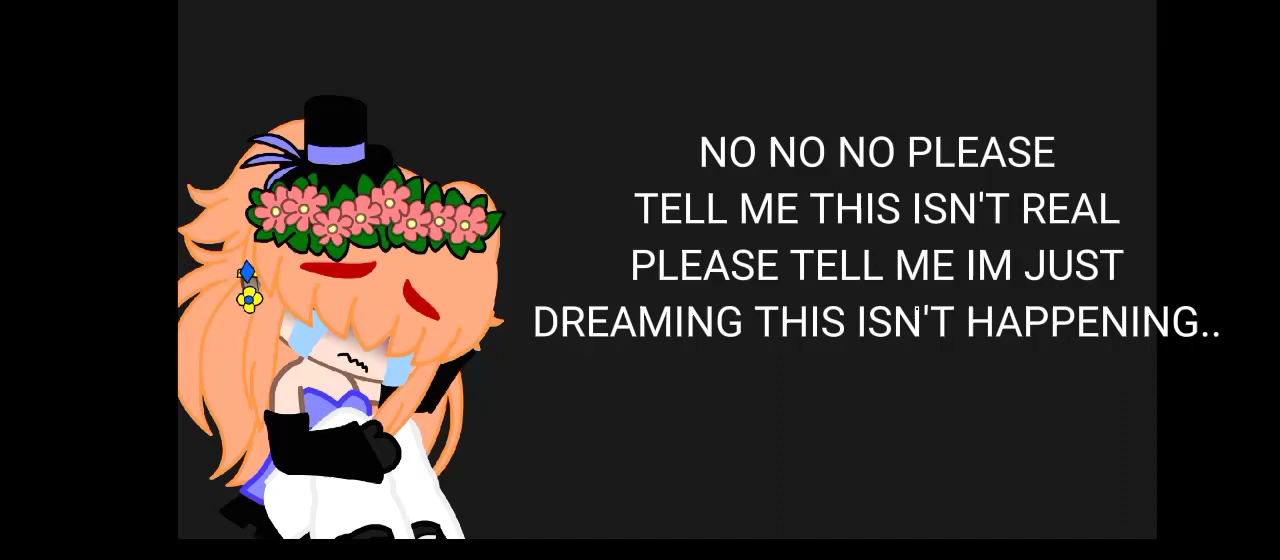 NO NO NO PLEASE
TELL ME THIS ISN'T REAL
PLEASE TELL ME IM JUST
DREAMING THIS ISN'T HAPPENING..